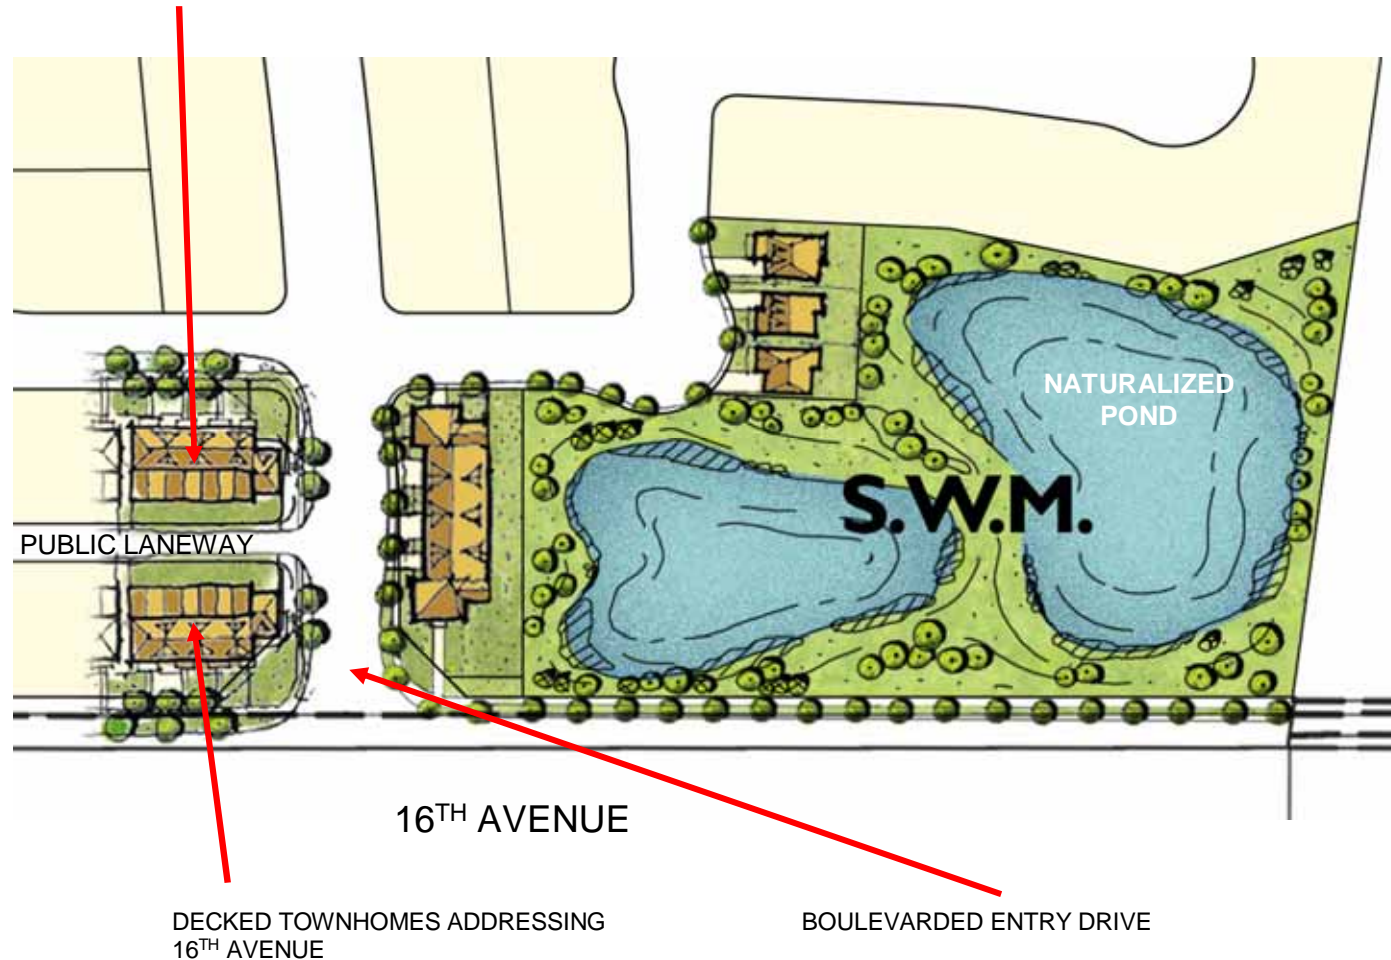 NATURALIZED
POND
S.W.M.
PUBLIC LANEWAY
16TH AVENUE
DECKED TOWNHOMES ADDRESSING
16TH AVENUE
BOULEVARDED ENTRY DRIVE